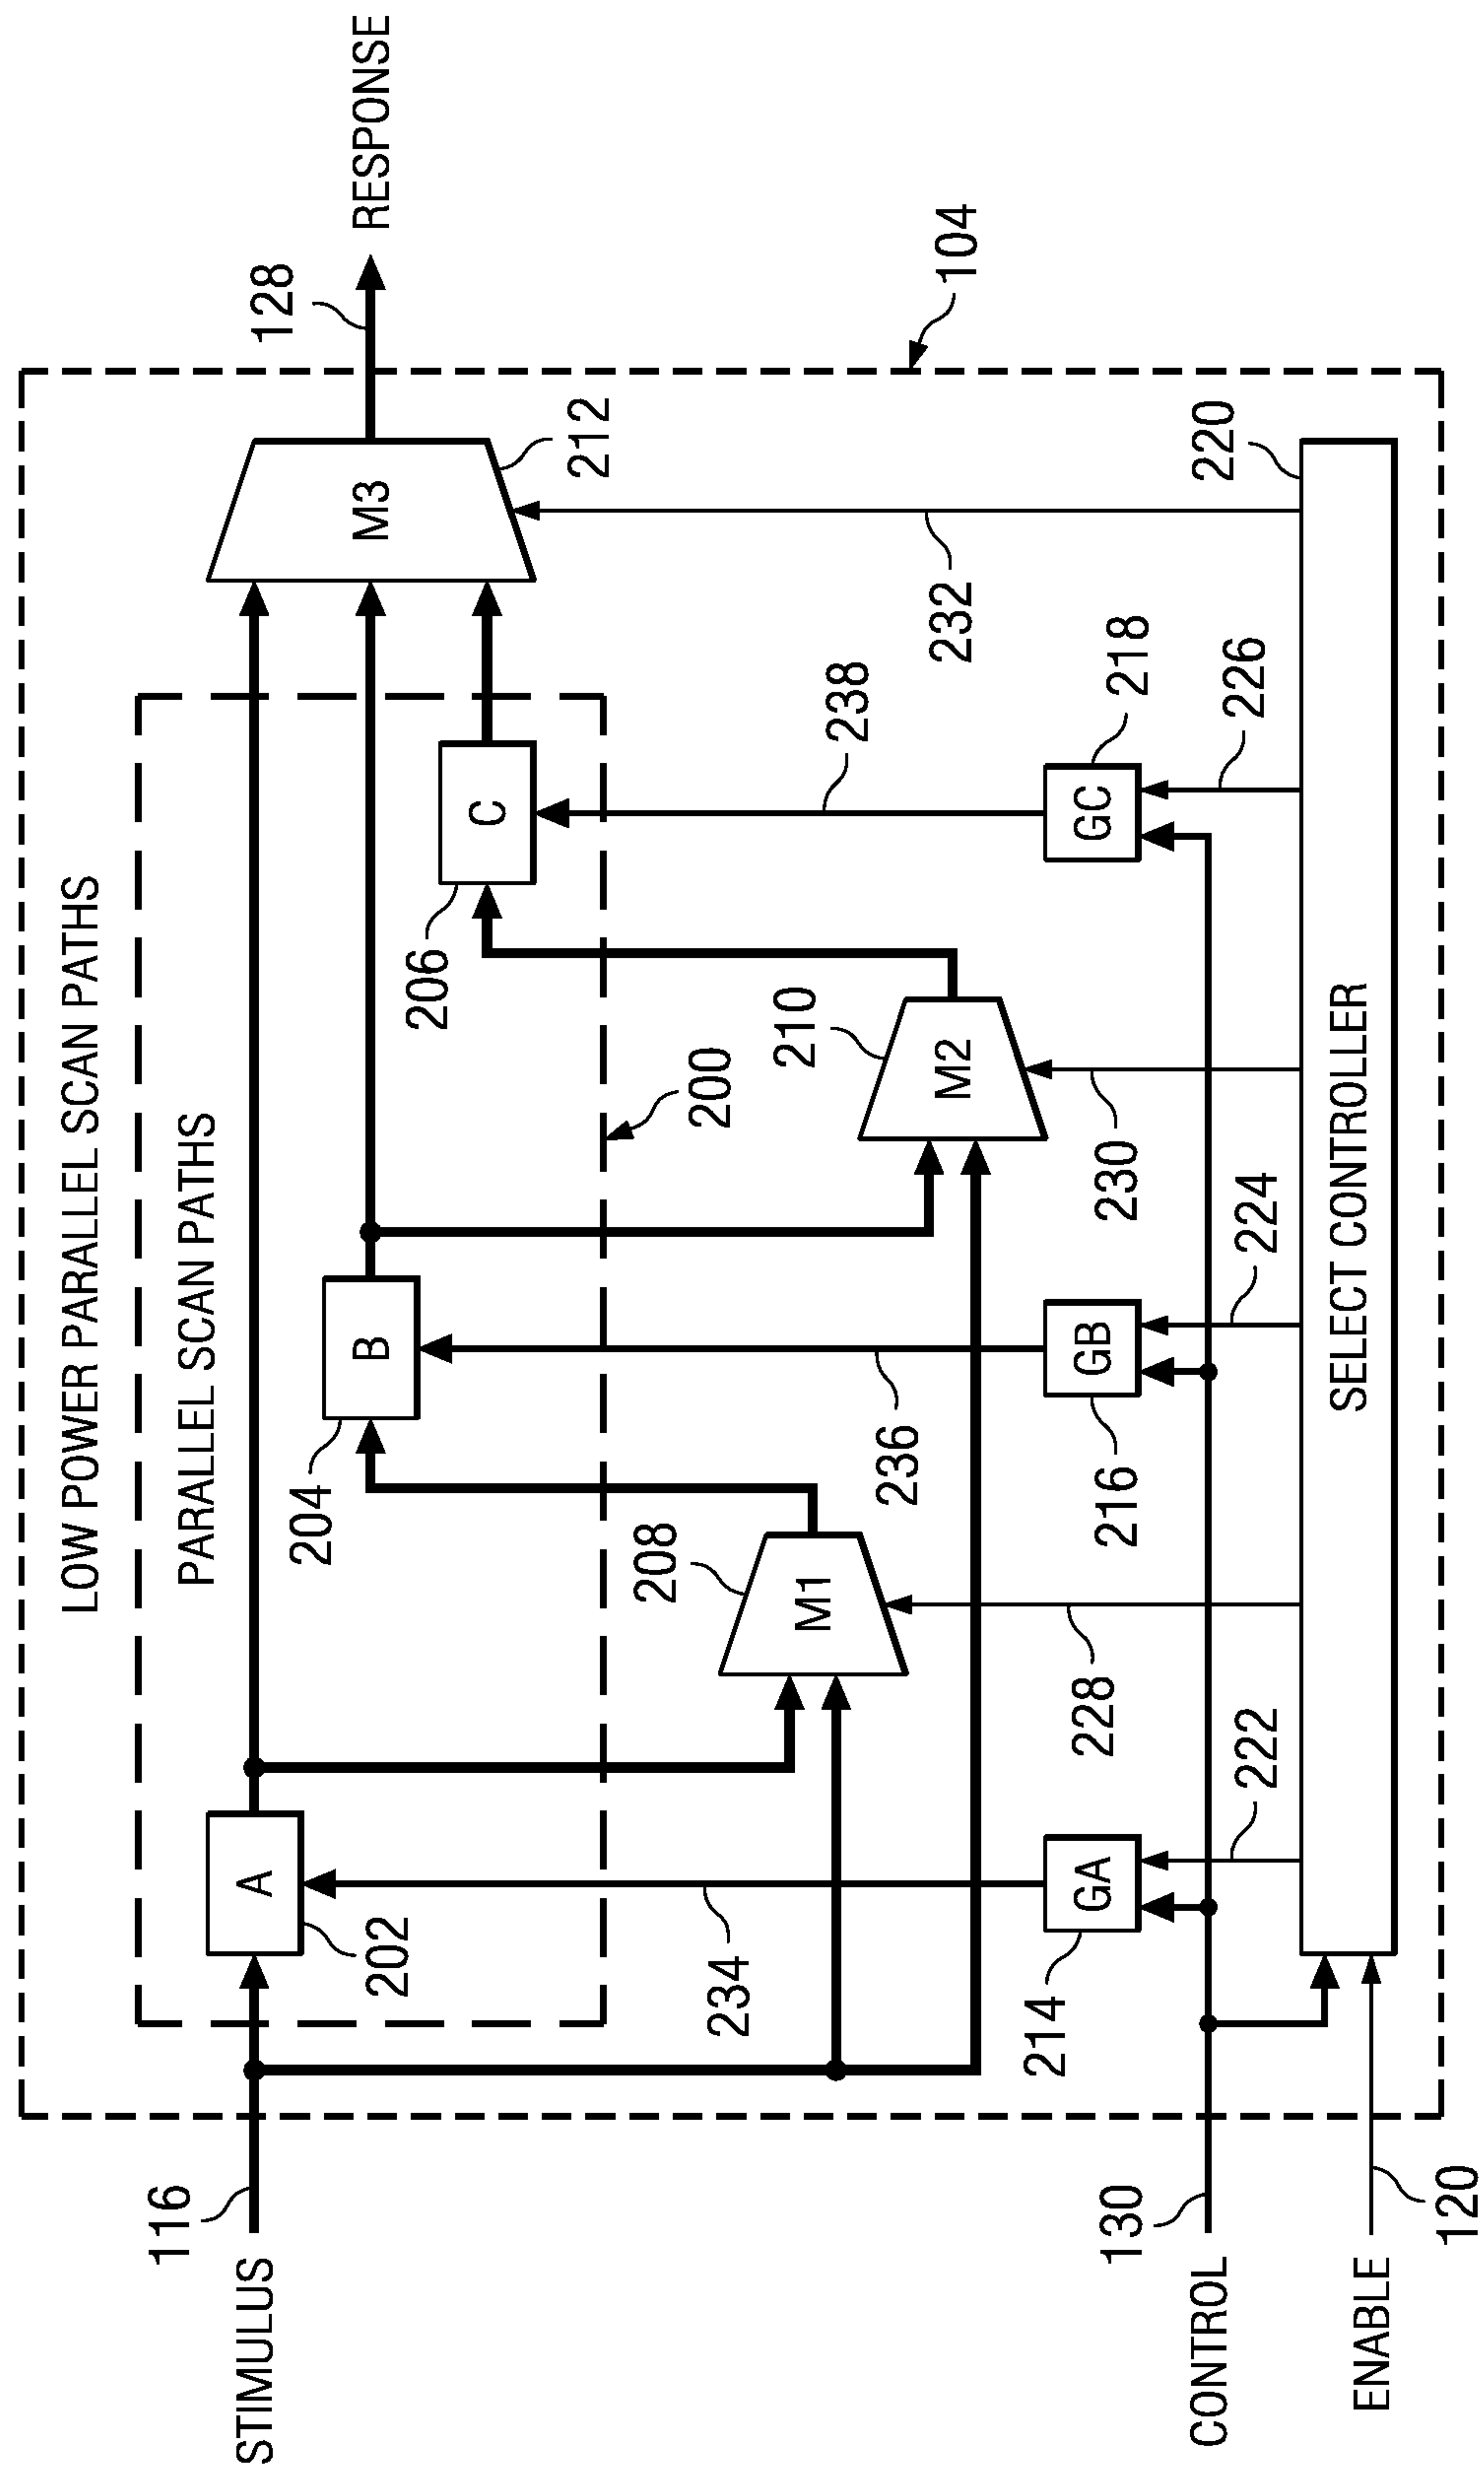 LOW POWER PARALLEL SCAN PATHS
PARALLEL SCAN PATHS
STIMULUS
116
A
202
204
B
206
C
M3
212
128
RESPONSE
104
200
208
M1
210
M2
234
236
238
232
228
230
214
GA
216
GB
GC
218
222
224
226
220
CONTROL
130
SELECT CONTROLLER
ENABLE
120